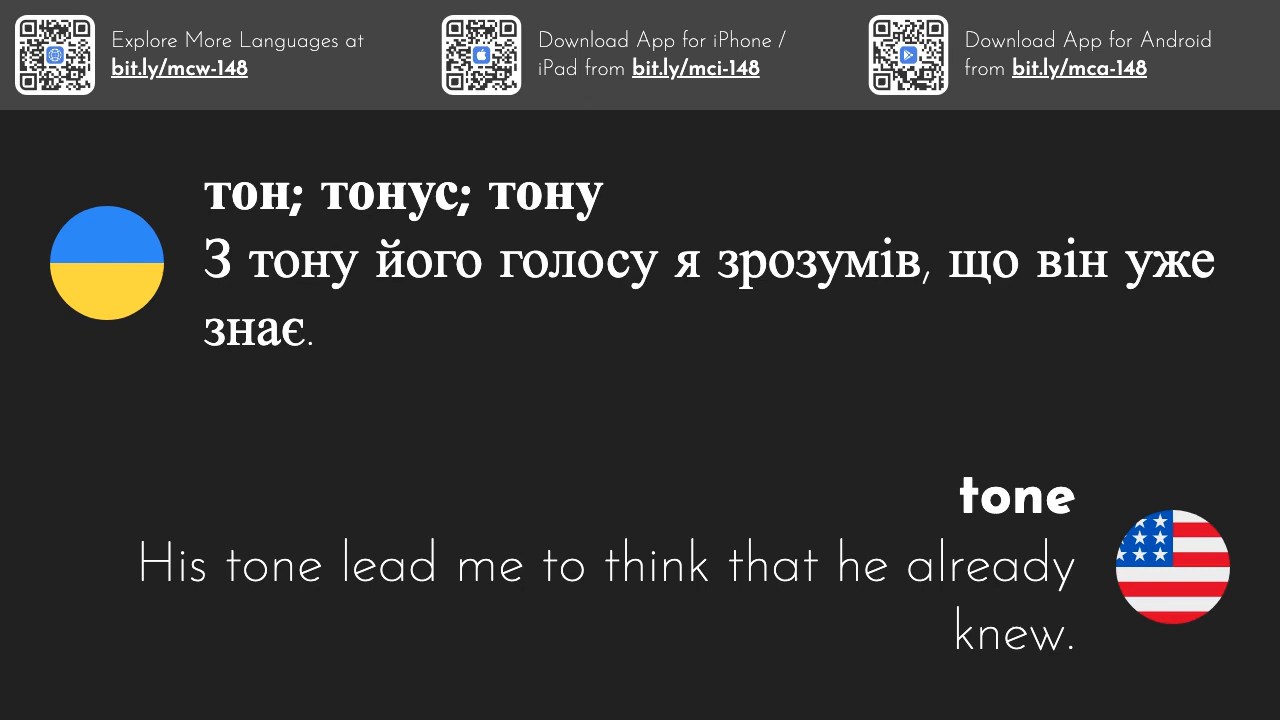 Explore More Languages at
bit.ly/mcw-148
Download App for iPhone /
iPad from bit.ly/mci-148
Download App for Android
from bit.ly/mca-148
тон; тонус; тону
З тону його голосу я зрозумів, що він уже
знає.
tone
His tone lead me to think that he already
knew.